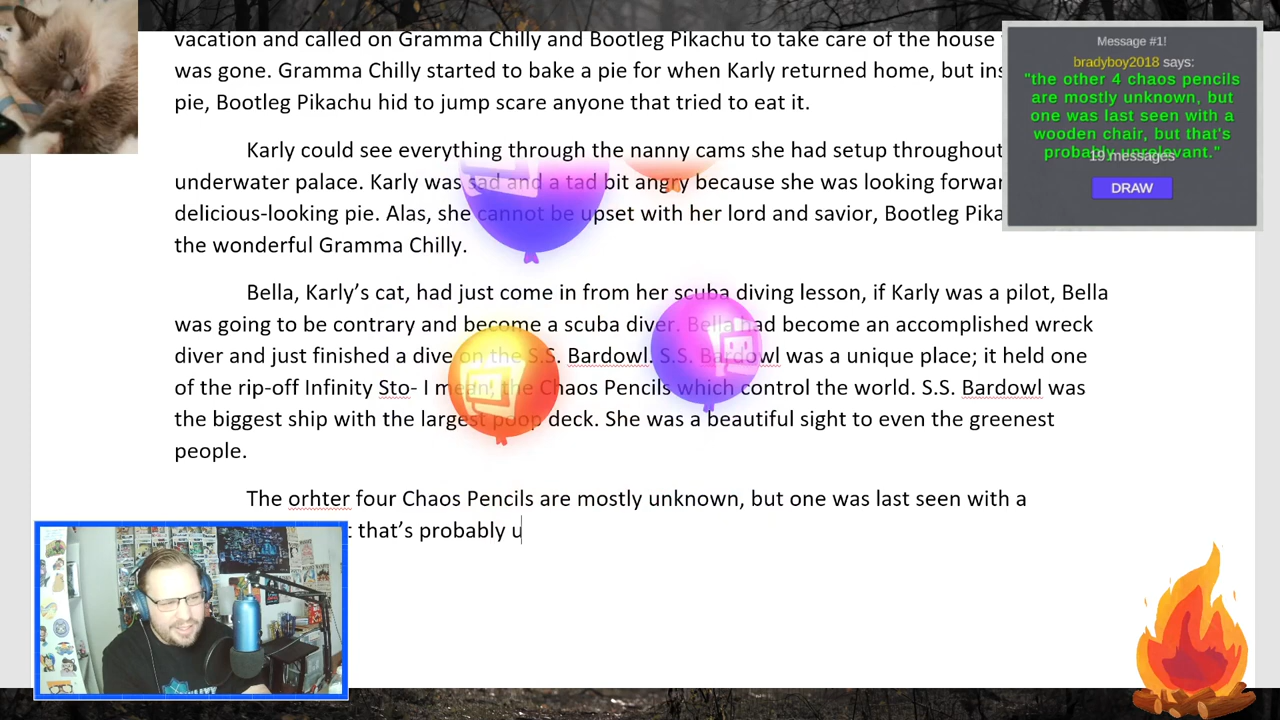 vacation and called on Gramma Chilly and Bootleg Pikachu to take care of the house
was gone. Gramma Chilly started to bake a pie for when Karly returned home, but
pie, Bootleg Pikachu hid to jump scare anyone that tried to eat it.
Karly could see everything through the nanny cams she had setup throughout
underwater palace. Karly was sad and a tad bit angry because she was looking
delicious-looking pie. Alas, she cannot be upset with her lord and savior, Bootleg
the wonderful Gramma Chilly.
Bella, Karly's cat, had just come in from her scuba diving lesson, if Karly was a pilot, Bella
was going to be contrary and become a scuba diver. Bella had become an accomplished wreck
diver and just finished a dive on the S.S. Bardowl. S.S. Bardowl was a unique place; it held one
of the rip-off Infinity Sto- I mean, the Chaos Pencils which control the world. S.S. Bardowl was
the biggest ship with the largest poop deck. She was a beautiful sight to even the greenest
people.
The orhter four Chaos Pencils are mostly unknown, but one was last seen with a
that's probably u
Message #1!
bradyboy2018 says:
"the other 4 chaos pencils
are mostly unknown, but
one was last seen with a
wooden chair, but that's
probably unrelevant."
19 messages
DRAW